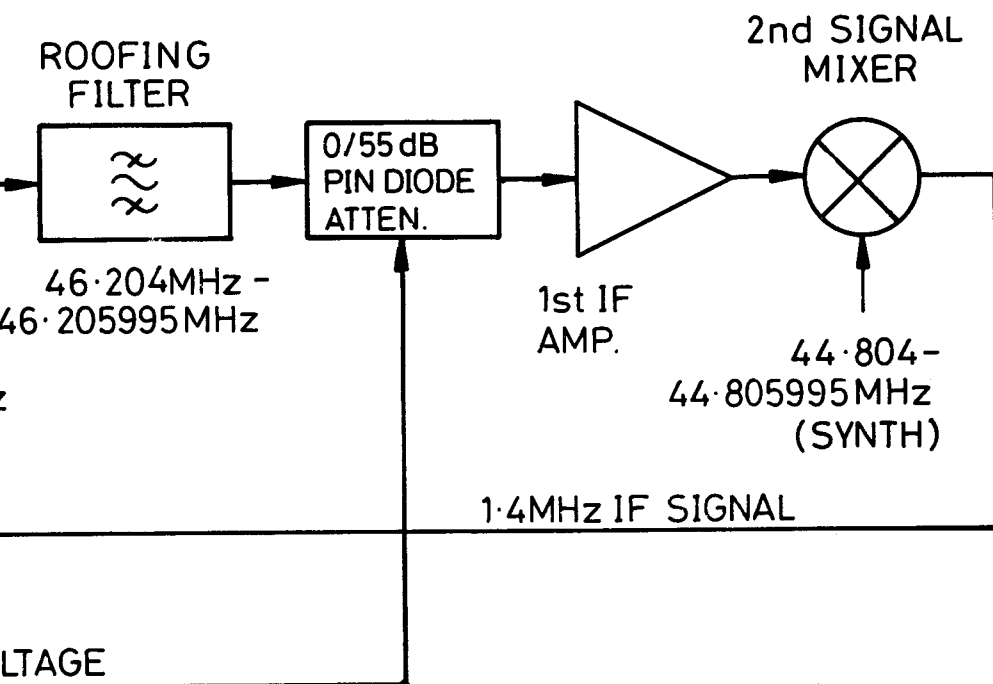 ROOFING
FILTER
2nd SIGNAL
MIXER
0/55dB
PIN DIODE
ATTEN.
46·204MHz –
46·205995MHz
1st IF
AMP.
44·804–
44·805995MHz
(SYNTH)
1·4MHz IF SIGNAL